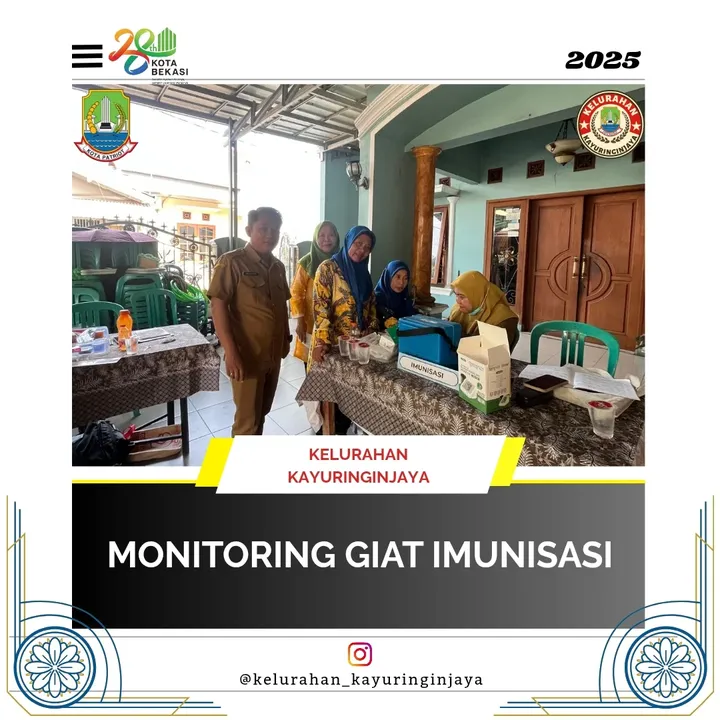 28th
KOTA
BEKASI
2025
KOTA PATRIOT
KELURAHAN
KAYURINGINJAYA
IMUNISASI
KELURAHAN
KAYURINGINJAYA
MONITORING GIAT IMUNISASI
@kelurahan_kayuringinjaya